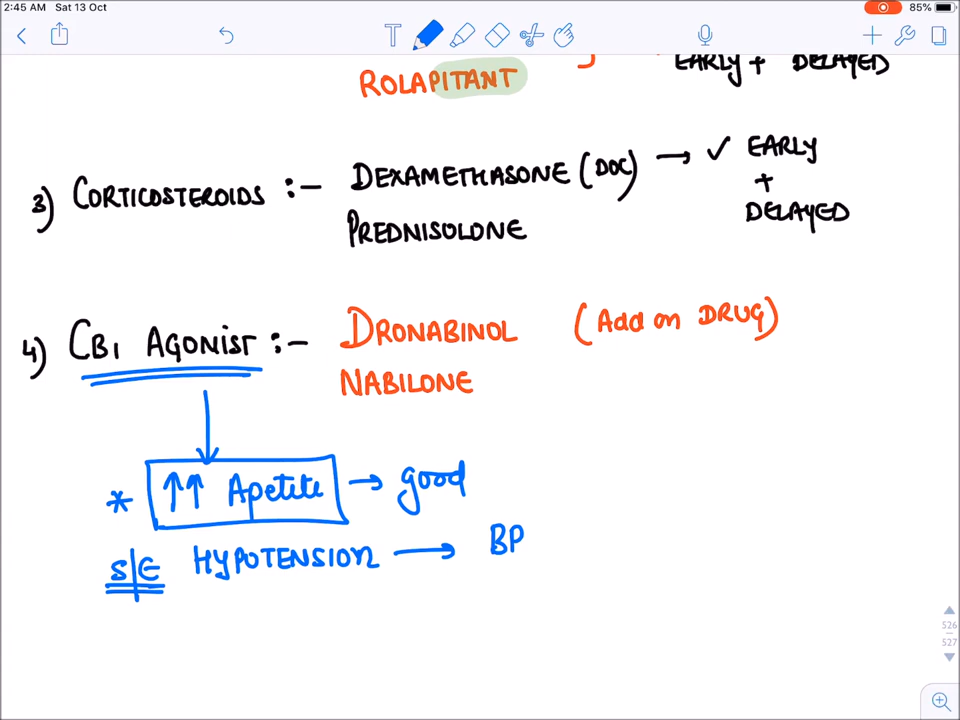 2:45 AM Sat 13 Oct 85%
T
EARLY + DELAYED
ROLAPITANT
3) CORTICOSTEROIDS :- DEXAMETHASONE (DOC) → ✓ EARLY
+
PREDNISOLONE DELAYED
4) CB1 AGONIST :- DRONABINOL (Add on DRUG)
NABILONE
* ↑↑ Apetite → good
S/E HYPOTENSION → BP
526
527